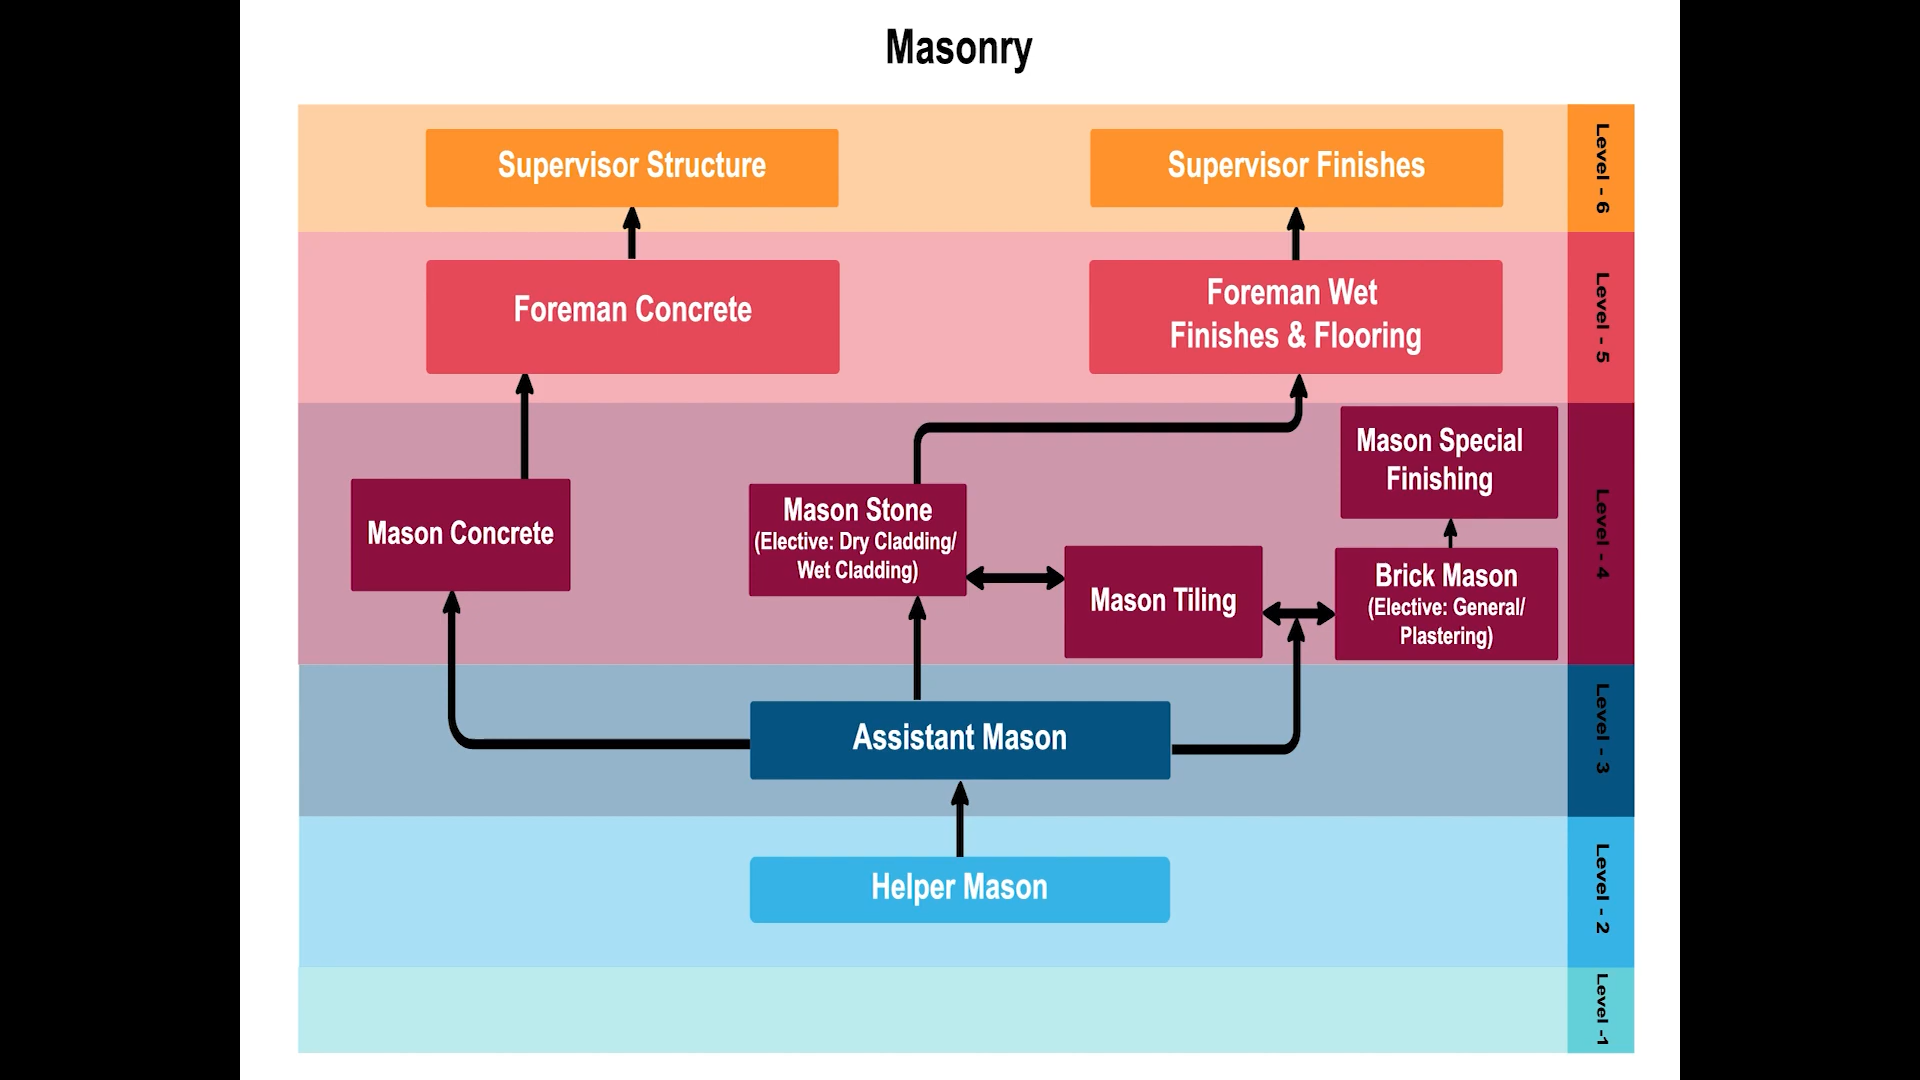 Masonry
Supervisor Structure
Supervisor Finishes
Level - 6
Foreman Concrete
Foreman Wet
Finishes & Flooring
Level - 5
Mason Special
Finishing
Mason Concrete
Mason Stone
(Elective: Dry Cladding/
Wet Cladding)
Mason Tiling
Brick Mason
(Elective: General/
Plastering)
Level - 4
Assistant Mason
Level - 3
Helper Mason
Level - 2
Level -1